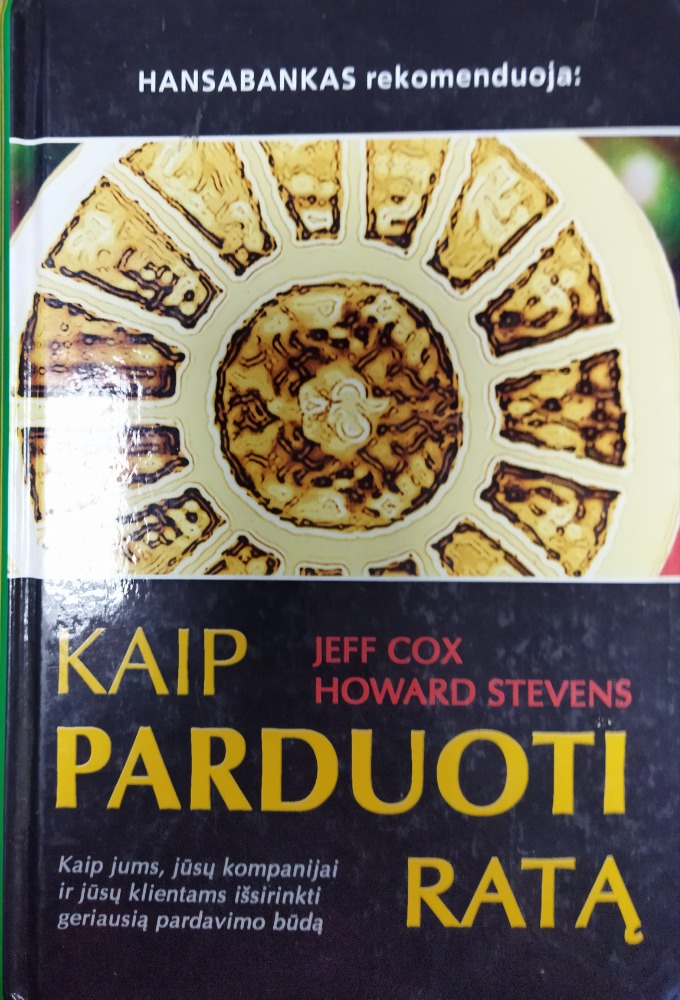 HANSABANKAS rekomenduoja:
KAIP
JEFF COX
HOWARD STEVENS
PARDUOTI
RATĄ
Kaip jums, jūsų kompanijai
ir jūsų klientams išsirinkti
geriausią pardavimo būdą